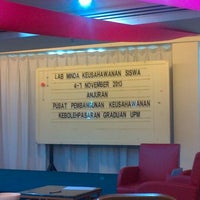 LAB MINDA KEUSAHAWANAN SISWA
6-7 NOVEMBER 2013
ANJURAN
PUSAT PEMBANGUNAN KEUSAHAWANAN
KEBOLEHPASARAN GRADUAN UPM